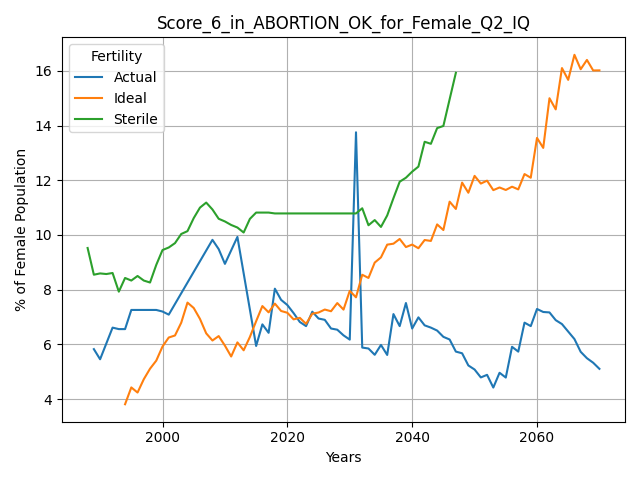 Score_6_in_ABORTION_OK_for_Female_Q2_IQ
Fertility
Actual
Ideal
Sterile
% of Female Population
16
14
12
10
8
6
4
2000
2020
2040
2060
Years